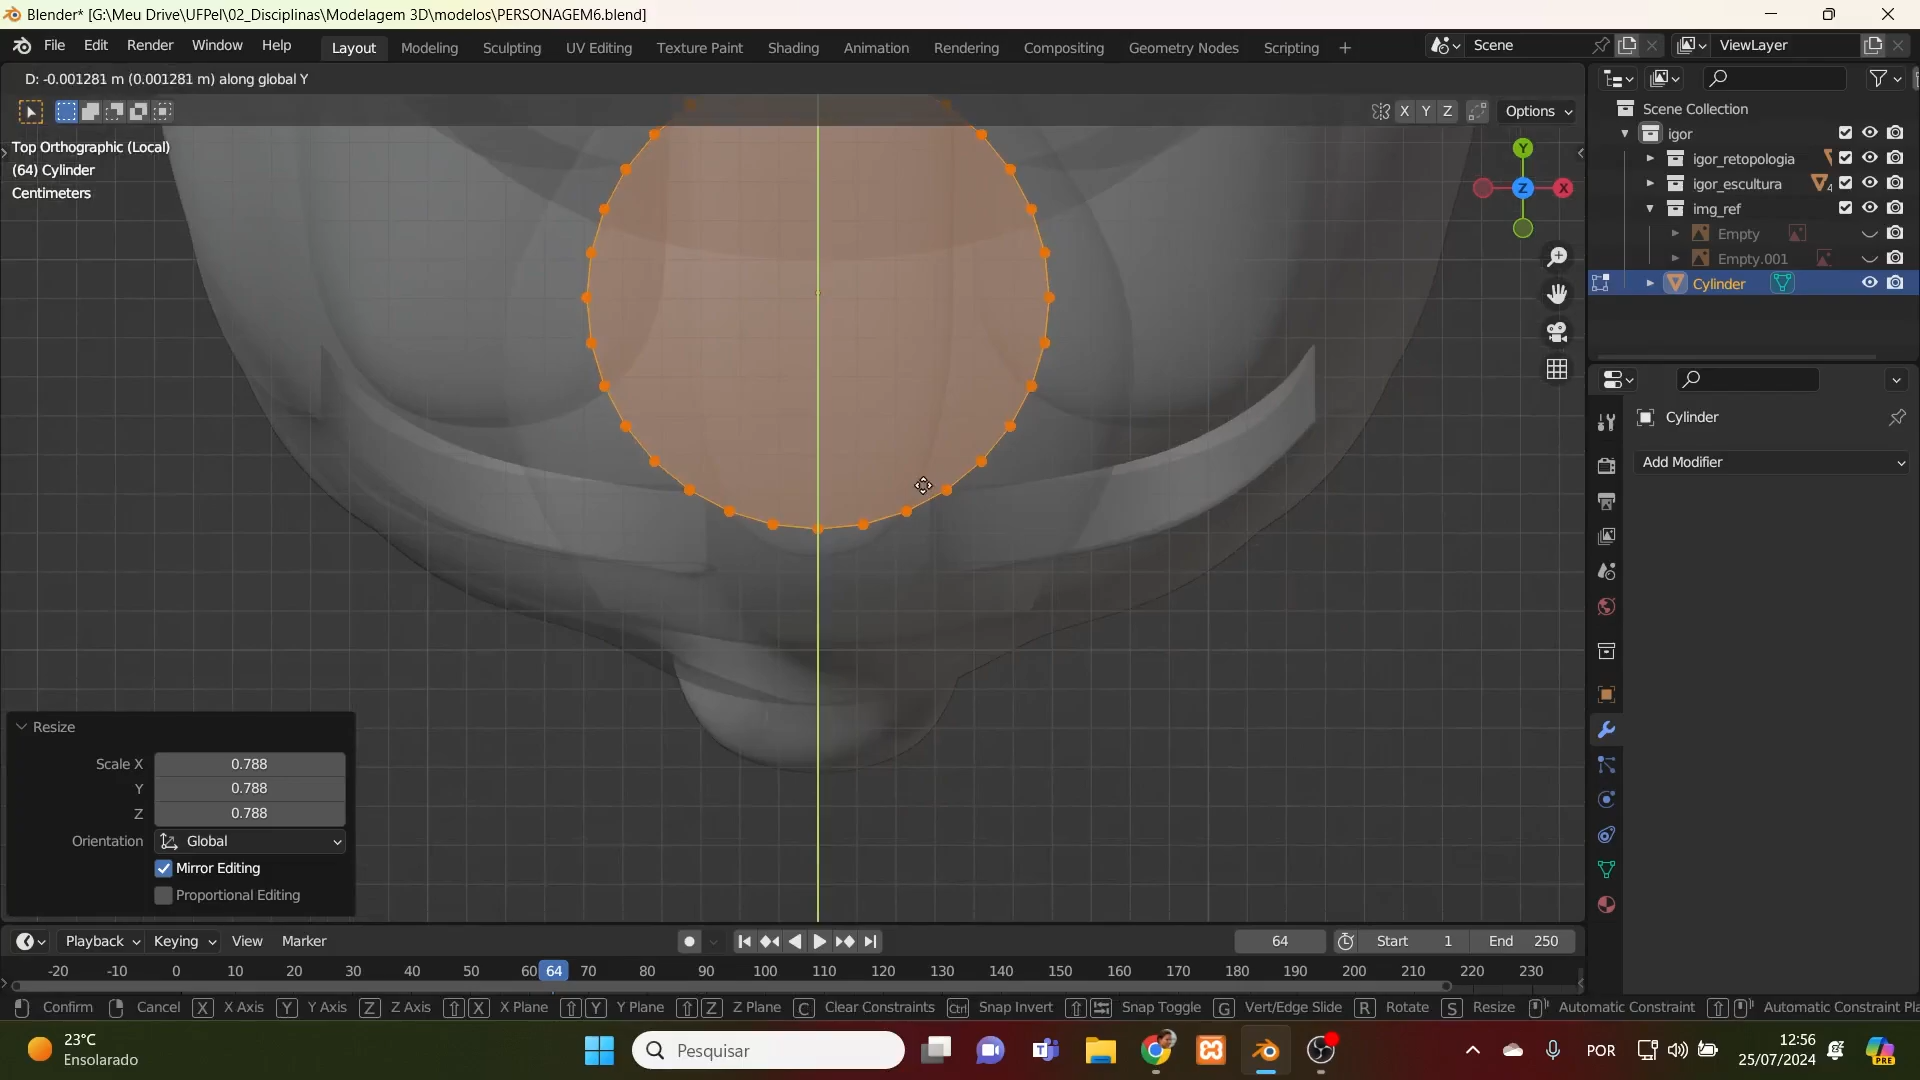 Blender* [G:\Meu Drive\UFPel\02_Disciplinas\Modelagem 3D\modelos\PERSONAGEM6.blend]
File Edit Render Window Help Layout Modeling Sculpting UV Editing Texture Paint Shading Animation Rendering Compositing Geometry Nodes Scripting + Scene ViewLayer
D: -0.001281 m (0.001281 m) along global Y
X Y Z Options
Top Orthographic (Local)
(64) Cylinder
Centimeters
Y
X
Z
Scene Collection
igor
igor_retopologia
igor_escultura 4
img_ref
Empty
Empty.001
Cylinder
Cylinder
Add Modifier
Resize
Scale X 0.788
Y 0.788
Z 0.788
Orientation Global
Mirror Editing
Proportional Editing
Playback Keying View Marker 64 Start 1 End 250
-20 -10 0 10 20 30 40 50 60 64 70 80 90 100 110 120 130 140 150 160 170 180 190 200 210 220 230
Confirm Cancel X X Axis Y Y Axis Z Z Axis X X Plane Y Y Plane Z Z Plane C Clear Constraints Ctrl Snap Invert Snap Toggle G Vert/Edge Slide R Rotate S Resize Automatic Constraint Automatic Constraint Pla
23°C
Ensolarado
Pesquisar
POR
12:56
25/07/2024
PRE